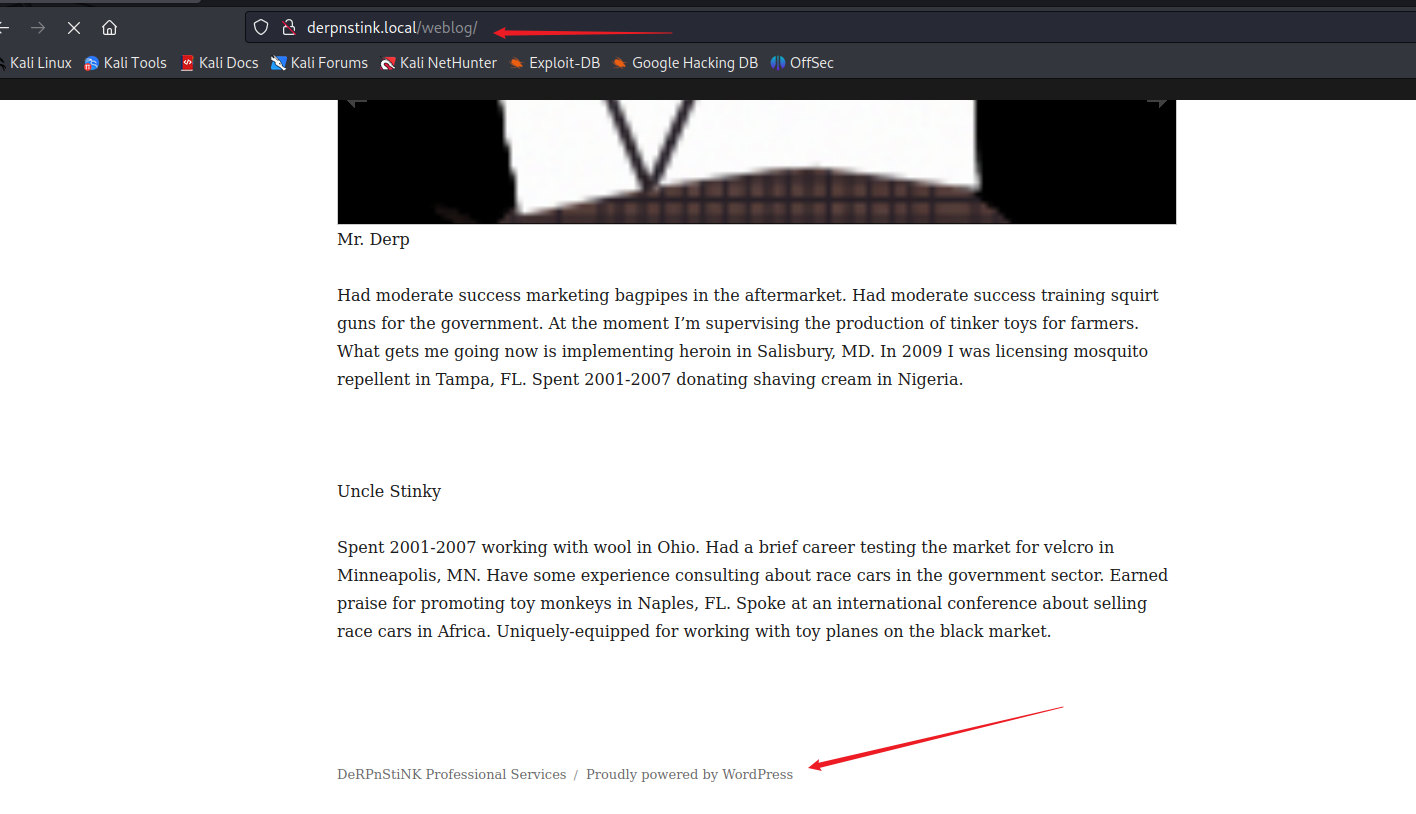 derpnstink.local/weblog/
Kali Linux Kali Tools Kali Docs Kali Forums Kali NetHunter Exploit-DB Google Hacking DB OffSec
Mr. Derp
Had moderate success marketing bagpipes in the aftermarket. Had moderate success training squirt
guns for the government. At the moment I’m supervising the production of tinker toys for farmers.
What gets me going now is implementing heroin in Salisbury, MD. In 2009 I was licensing mosquito
repellent in Tampa, FL. Spent 2001-2007 donating shaving cream in Nigeria.
Uncle Stinky
Spent 2001-2007 working with wool in Ohio. Had a brief career testing the market for velcro in
Minneapolis, MN. Have some experience consulting about race cars in the government sector. Earned
praise for promoting toy monkeys in Naples, FL. Spoke at an international conference about selling
race cars in Africa. Uniquely-equipped for working with toy planes on the black market.
DeRPnStiNK Professional Services / Proudly powered by WordPress